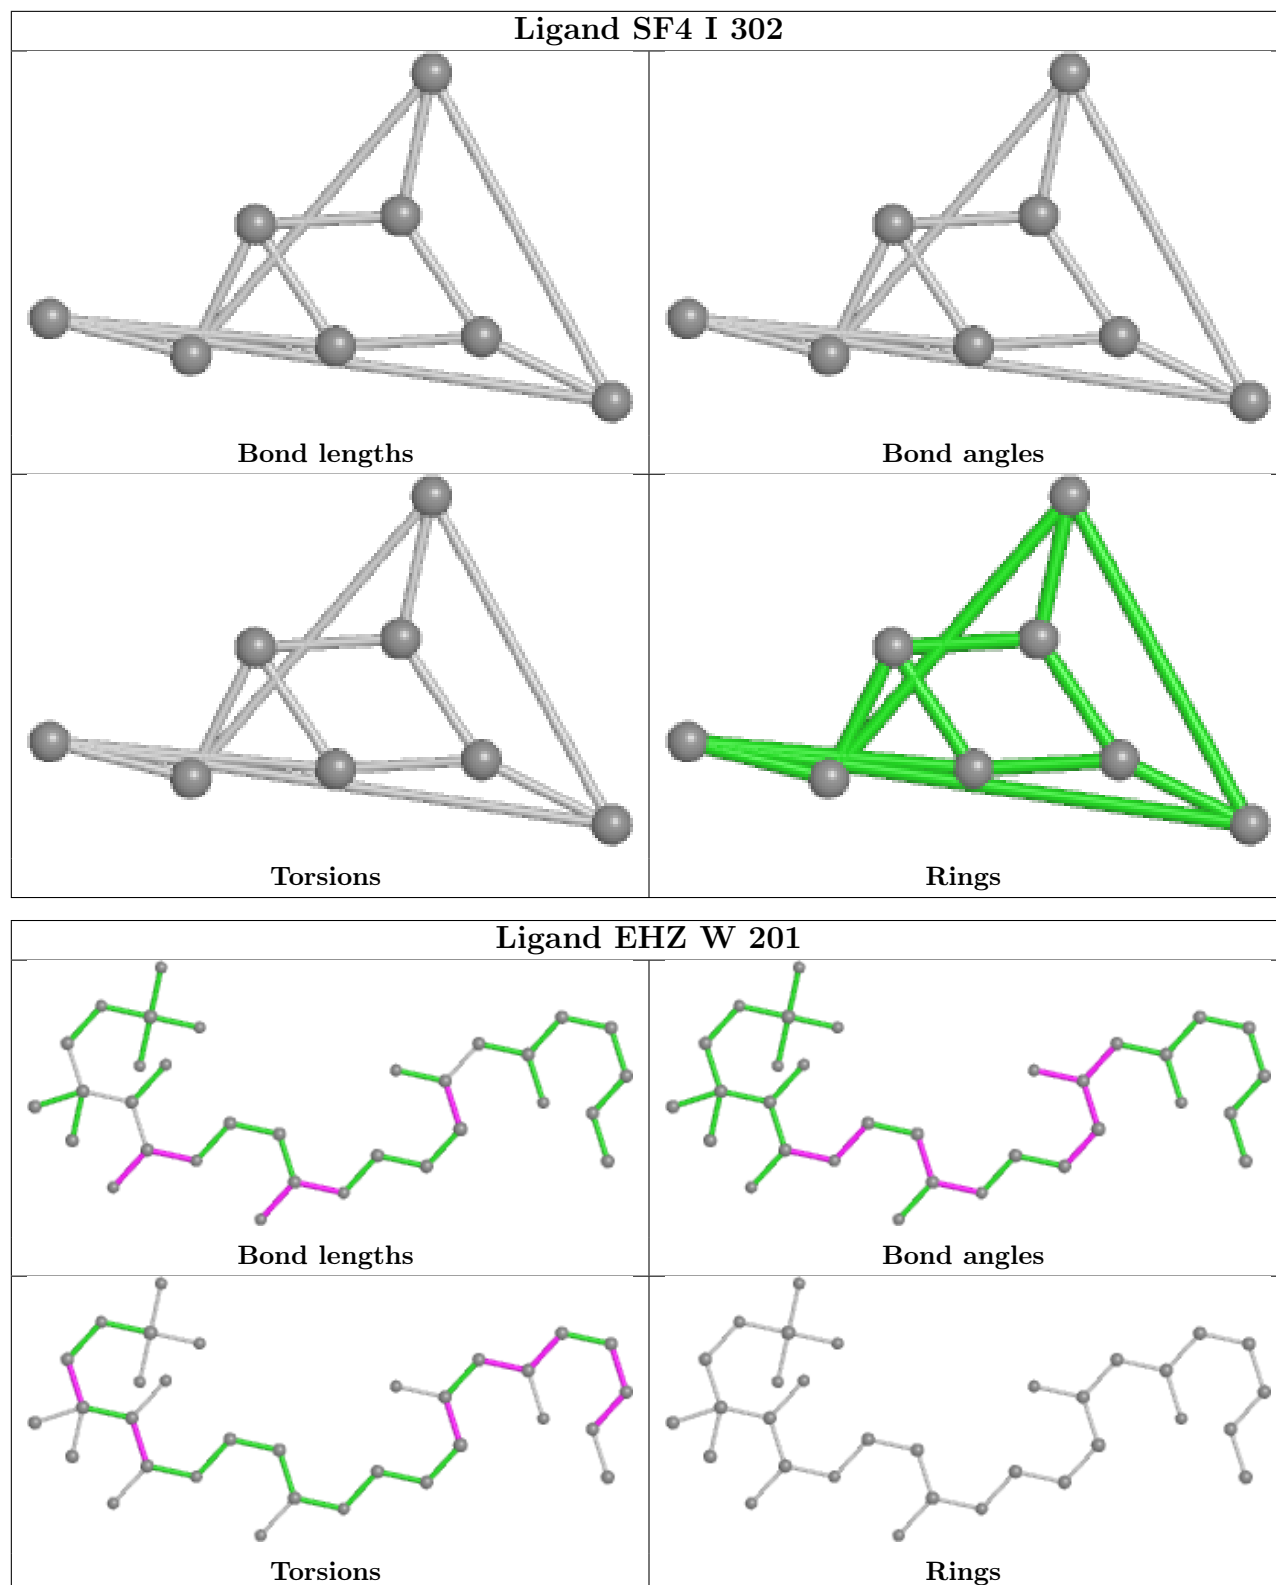 Ligand SF4 I 302
Bond lengths
Bond angles
Torsions
Rings
Ligand EHZ W 201
Bond lengths
Bond angles
Torsions
Rings